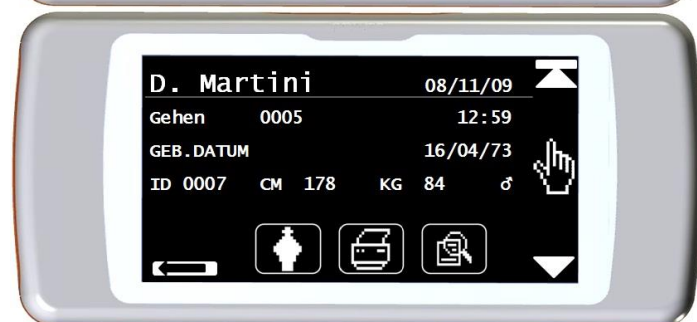 D. Martini 08/11/09
Gehen 0005 12:59
GEB.DATUM 16/04/73
ID 0007 CM 178 KG 84 ♂